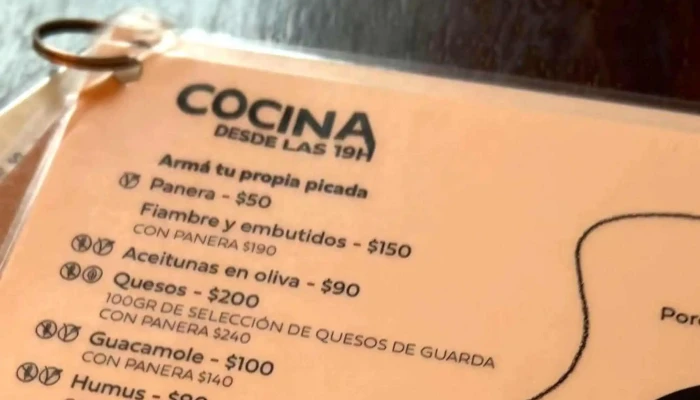 COCINA
DESDE LAS 19H
Armá tu propia picada
Panera - $50
Fiambre y embutidos - $150
CON PANERA $190
Aceitunas en oliva - $90
Quesos - $200
100GR DE SELECCIÓN DE QUESOS DE GUARDA
CON PANERA $240
Guacamole - $100
CON PANERA $140
Humus -